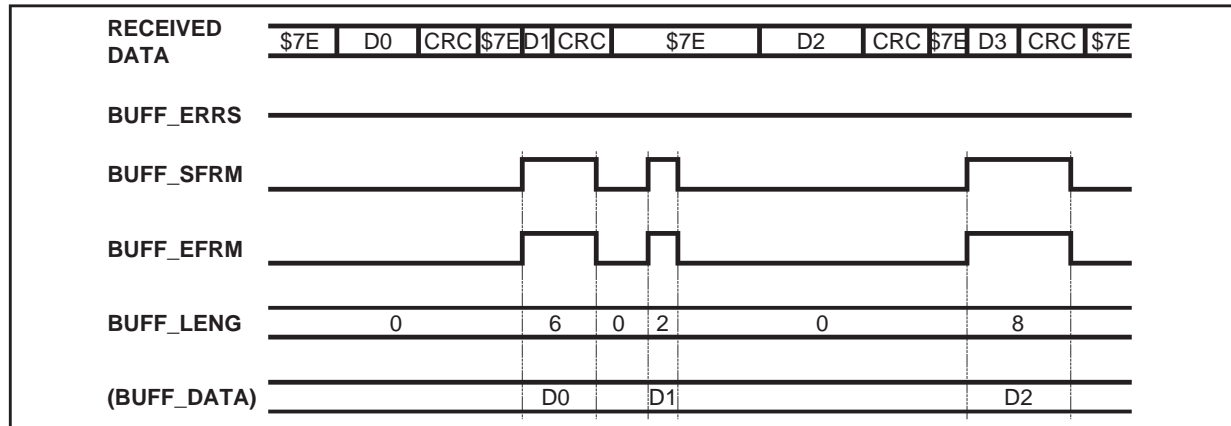 RECEIVED DATA
$7E D0 CRC $7E D1 CRC $7E D2 CRC $7E D3 CRC $7E
BUFF_ERRS
BUFF_SFRM
BUFF_EFRM
BUFF_LENG 0 6 0 2 0 8
(BUFF_DATA) D0 D1 D2